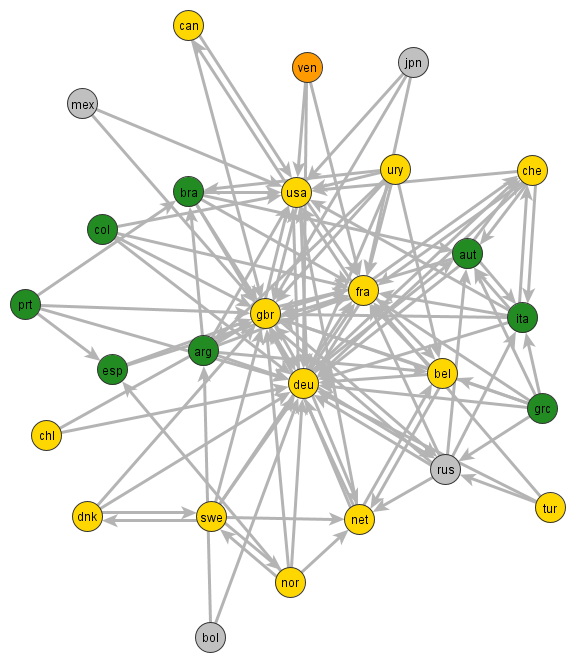 can
ven
jpn
mex
ury
che
bra
usa
col
aut
fra
prt
gbr
ita
arg
esp
bel
deu
grc
chl
rus
tur
dnk
swe
net
nor
bol